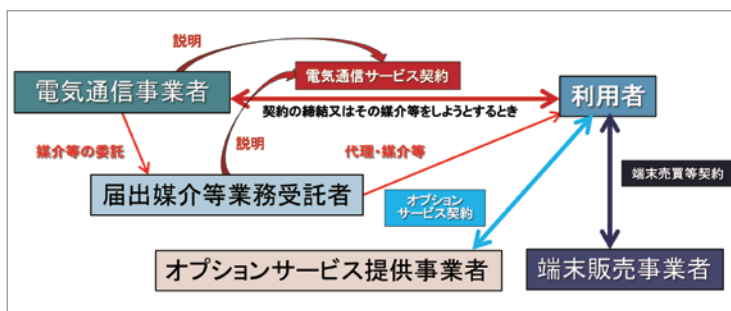 説明
電気通信サービス契約
電気通信事業者
利用者
契約の締結又はその媒介等をしようとするとき
媒介等の委託
説明
代理・媒介等
端末売買等契約
届出媒介等業務受託者
オプション
サービス契約
オプションサービス提供事業者
端末販売事業者